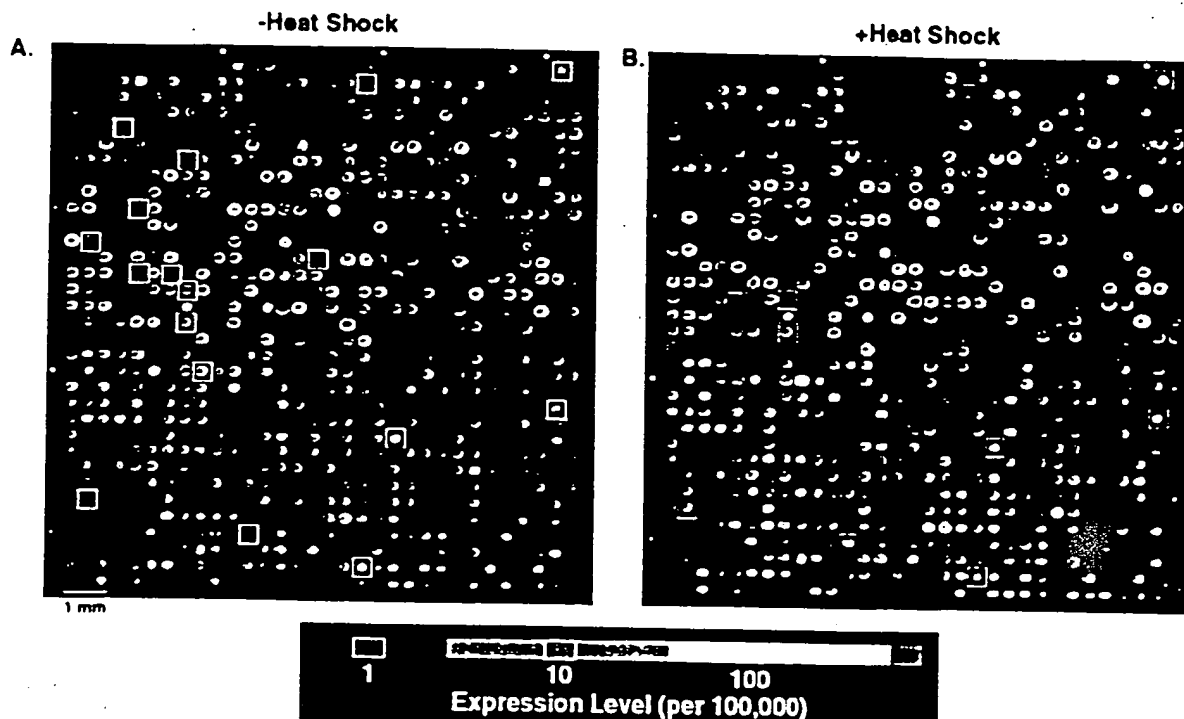 -Heat Shock
+Heat Shock
A.
B.
1 mm
1
10
100
Expression Level (per 100,000)